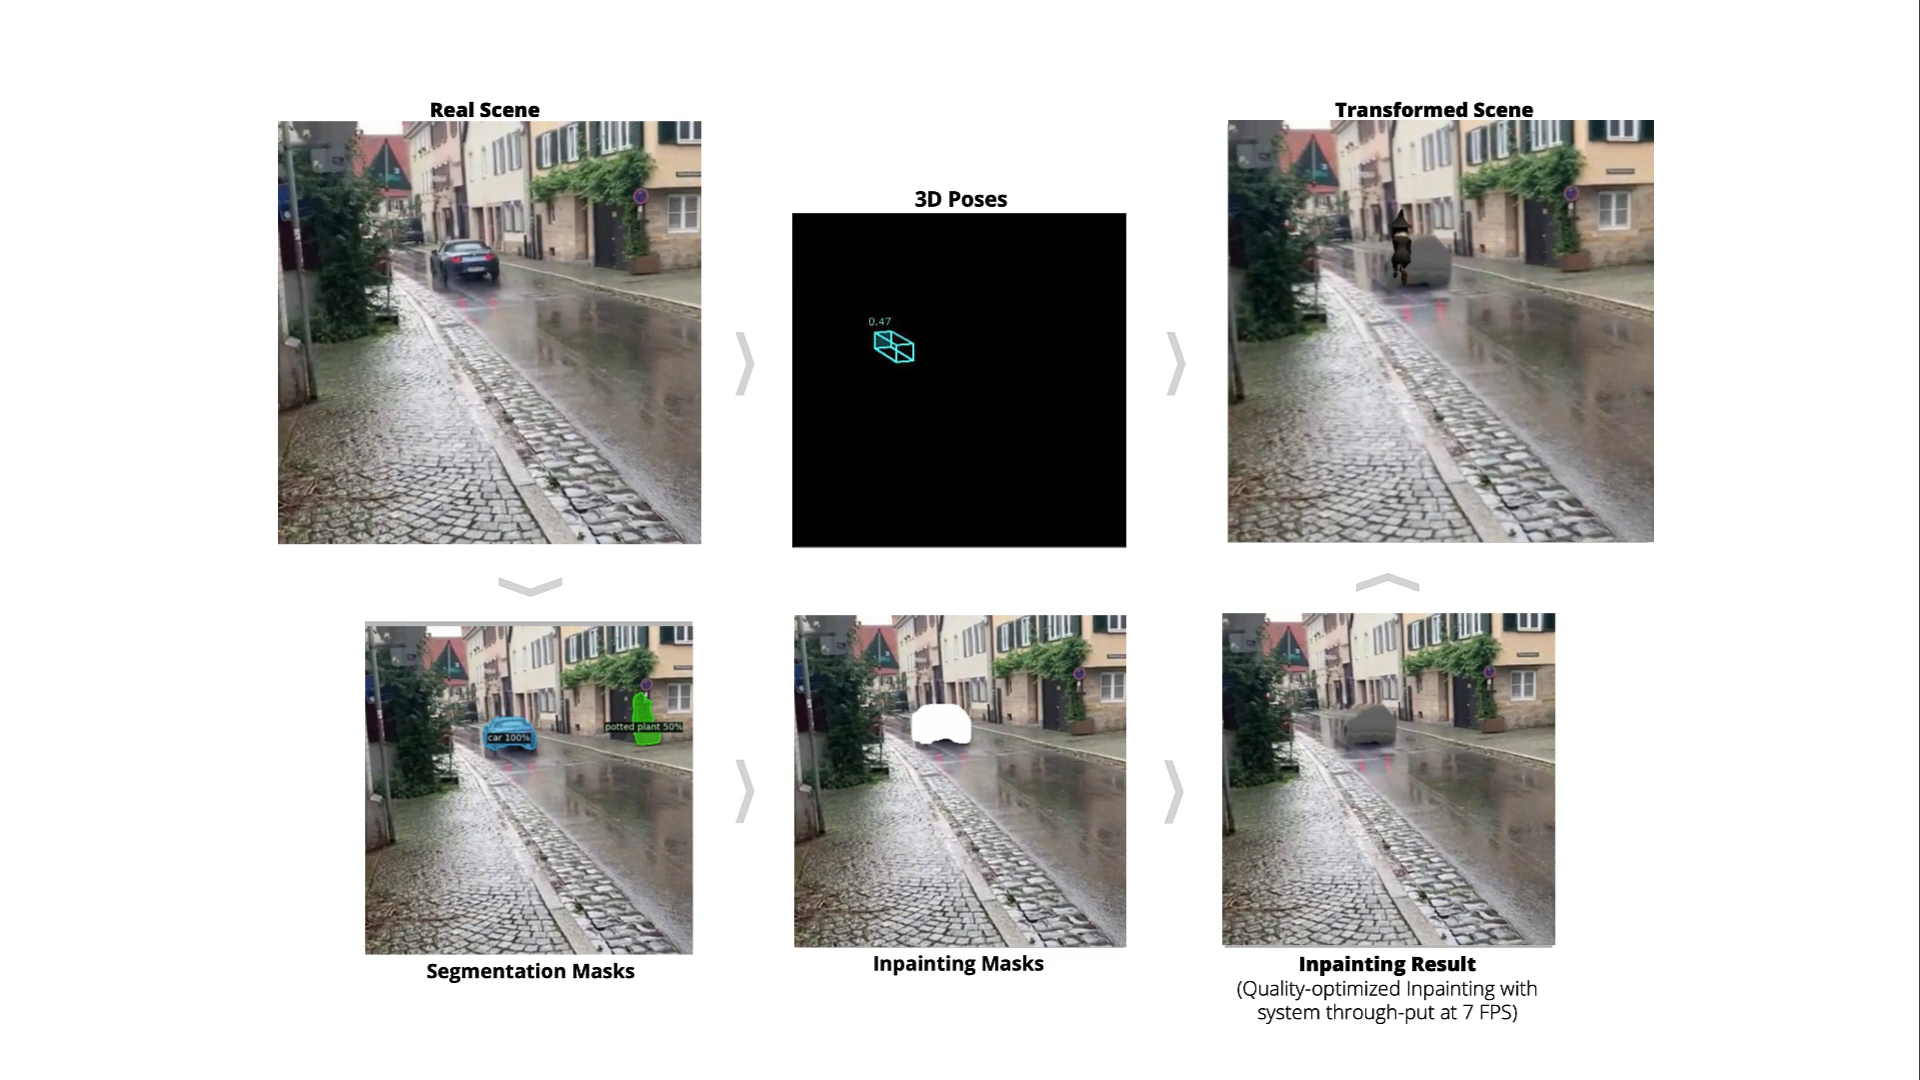 Real Scene
Transformed Scene
3D Poses
0.47
car 100%
potted plant 50%
Segmentation Masks
Inpainting Masks
Inpainting Result
(Quality-optimized Inpainting with
system through-put at 7 FPS)